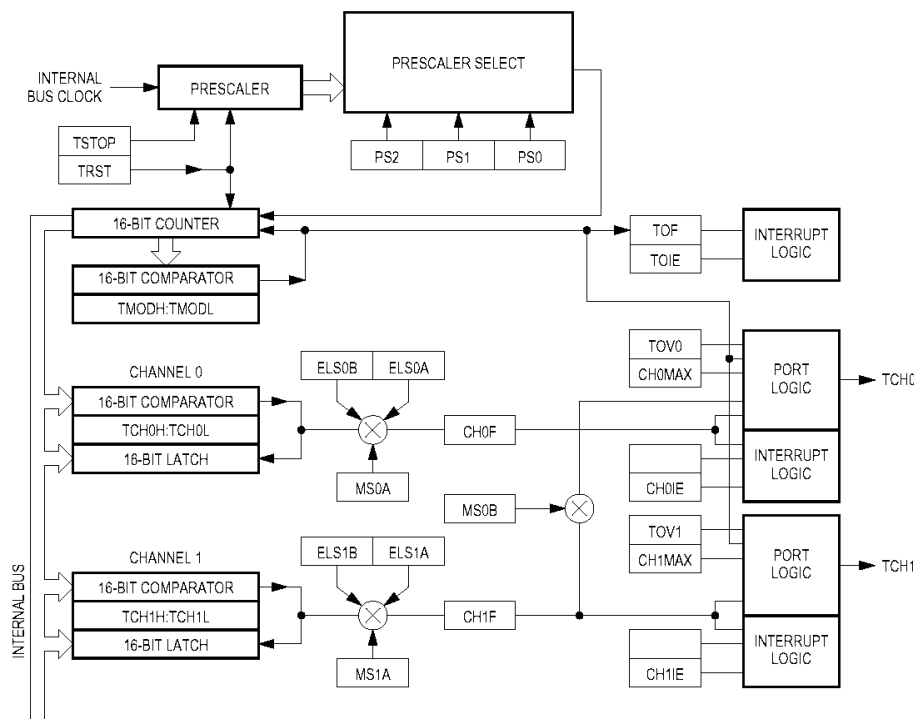 PRESCALER SELECT
INTERNAL
BUS CLOCK
PRESCALER
TSTOP
TRST
PS2
PS1
PS0
16-BIT COUNTER
TOF
TOIE
INTERRUPT
LOGIC
16-BIT COMPARATOR
TMODH:TMODL
CHANNEL 0
16-BIT COMPARATOR
TCH0H:TCH0L
16-BIT LATCH
ELS0B
ELS0A
MS0A
CH0F
TOV0
CH0MAX
PORT
LOGIC
TCH0
INTERRUPT
LOGIC
CH0IE
MS0B
CHANNEL 1
16-BIT COMPARATOR
TCH1H:TCH1L
16-BIT LATCH
ELS1B
ELS1A
MS1A
CH1F
TOV1
CH1MAX
PORT
LOGIC
TCH1
INTERRUPT
LOGIC
CH1IE
INTERNAL BUS